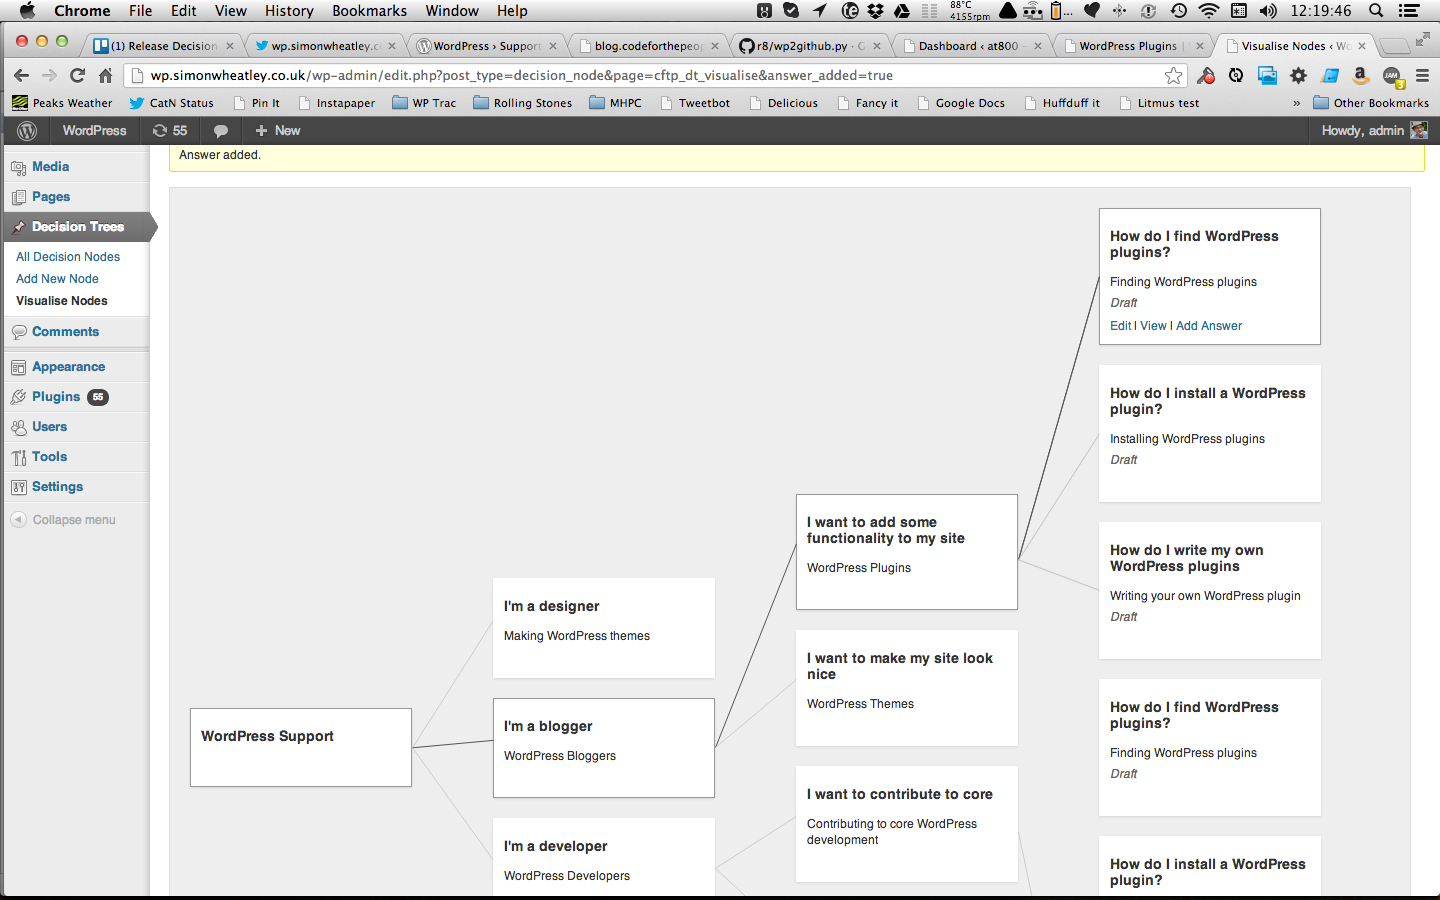 Chrome File Edit View History Bookmarks Window Help 88°C 4155rpm 12:19:46
(1) Release Decision
wp.simonwheatley.c
WordPress › Support
blog.codeforthepeop
r8/wp2github.py · G
Dashboard ‹ at800 –
WordPress Plugins |
Visualise Nodes ‹ Wo
wp.simonwheatley.co.uk/wp-admin/edit.php?post_type=decision_node&page=cftp_dt_visualise&answer_added=true
JAM 3
Peaks Weather CatN Status Pin It Instapaper WP Trac Rolling Stones MHPC Tweetbot Delicious Fancy it Google Docs Huffduff it Litmus test » Other Bookmarks
WordPress 55 + New Howdy, admin
Media
Pages
Decision Trees
All Decision Nodes
Add New Node
Visualise Nodes
Comments
Appearance
Plugins 55
Users
Tools
Settings
Collapse menu
Answer added.
WordPress Support
I'm a designer
Making WordPress themes
I'm a blogger
WordPress Bloggers
I'm a developer
WordPress Developers
I want to add some
functionality to my site
WordPress Plugins
I want to make my site look
nice
WordPress Themes
I want to contribute to core
Contributing to core WordPress
development
How do I find WordPress
plugins?
Finding WordPress plugins
Draft
Edit | View | Add Answer
How do I install a WordPress
plugin?
Installing WordPress plugins
Draft
How do I write my own
WordPress plugins
Writing your own WordPress plugin
Draft
How do I find WordPress
plugins?
Finding WordPress plugins
Draft
How do I install a WordPress
plugin?